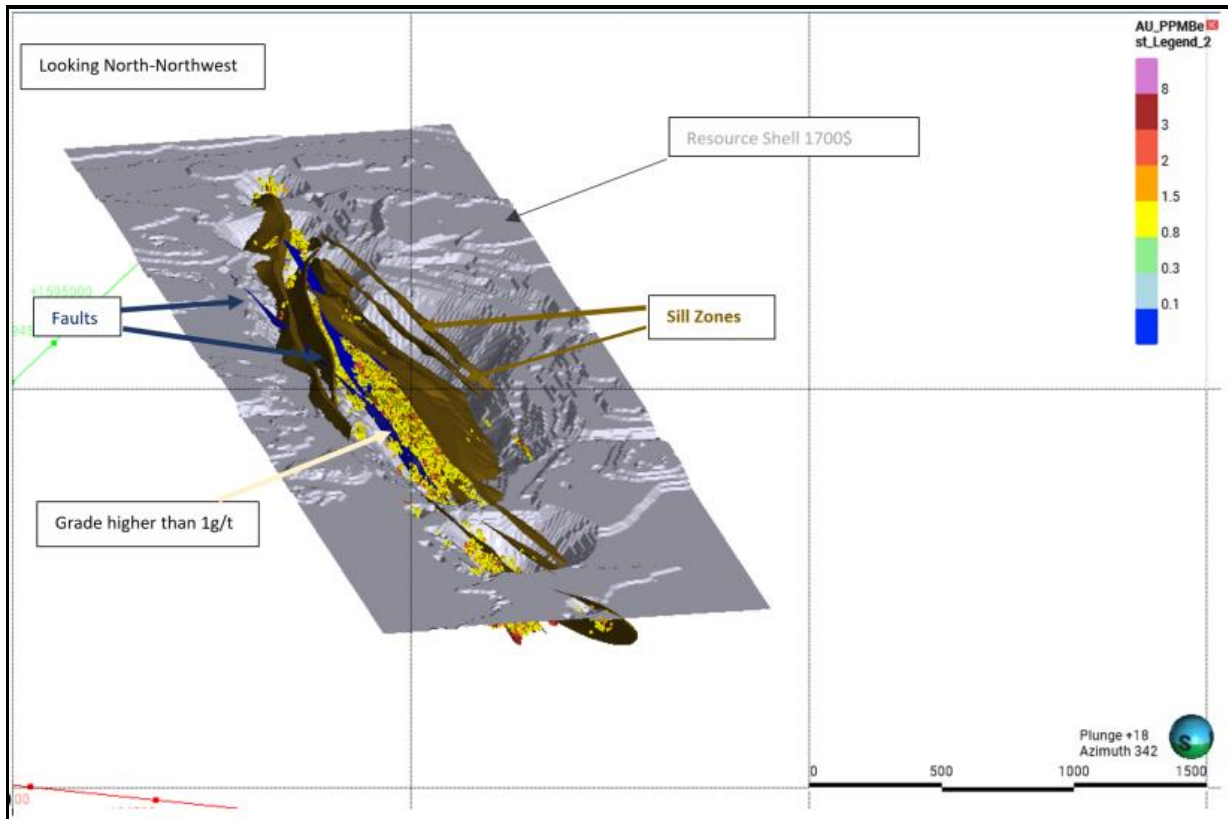 AU_PPMBe
st_Legend_2
Looking North-Northwest
8
3
2
1.5
0.8
0.3
0.1
Resource Shell 1700$
+1595000
Faults
Sill Zones
Grade higher than 1g/t
Plunge +18
Azimuth 342
S
0
500
1000
1500